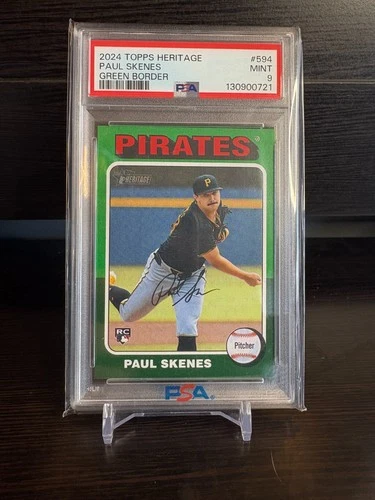 2024 TOPPS HERITAGE #594
PAUL SKENES MINT
GREEN BORDER PSA 9
130900721
PIRATES
HERITAGE
P
RC
Pitcher
PAUL SKENES
PSA